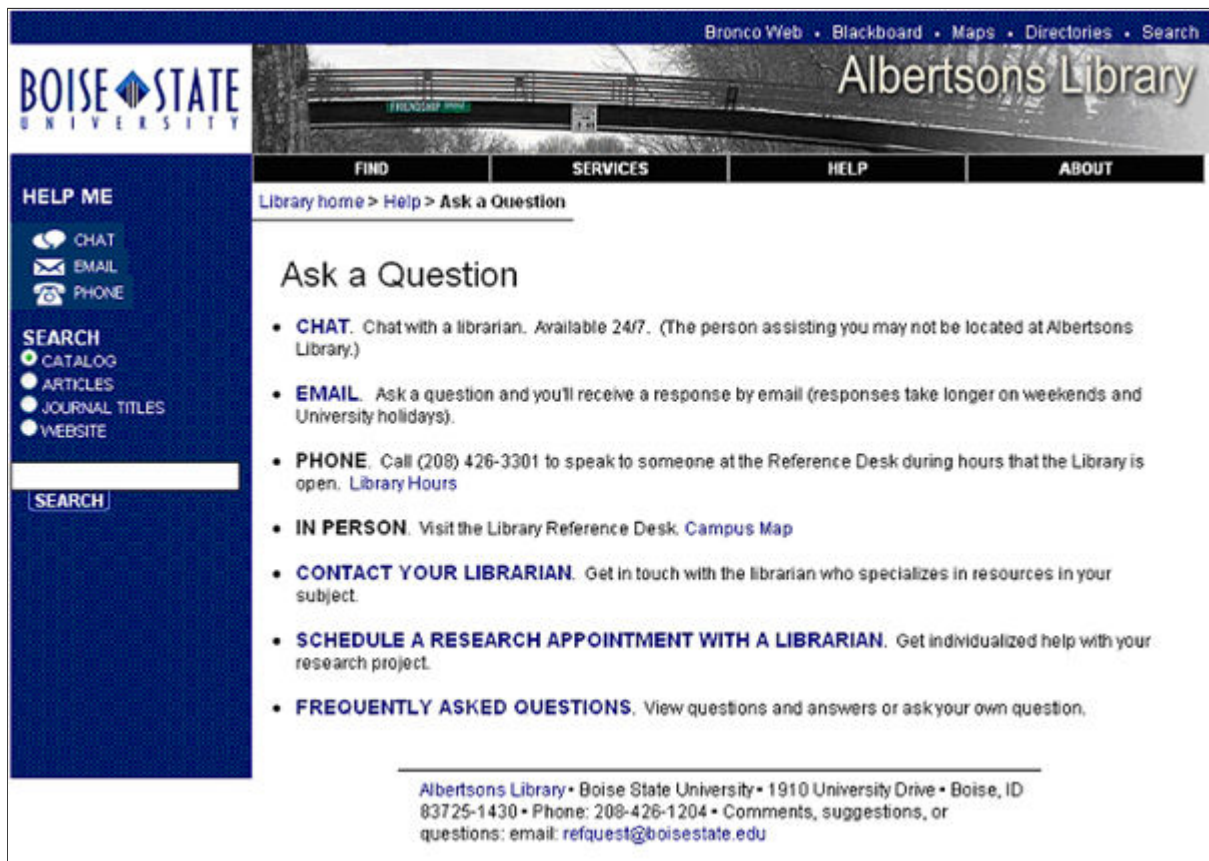 Bronco Web • Blackboard • Maps • Directories • Search
BOISE STATE
UNIVERSITY
Albertsons Library
FRIENDSHIP
FIND SERVICES HELP ABOUT
HELP ME
CHAT
EMAIL
PHONE
SEARCH
CATALOG
ARTICLES
JOURNAL TITLES
WEBSITE
SEARCH
Library home > Help > Ask a Question
Ask a Question
• CHAT. Chat with a librarian. Available 24/7. (The person assisting you may not be located at Albertsons
Library.)
• EMAIL. Ask a question and you'll receive a response by email (responses take longer on weekends and
University holidays).
• PHONE. Call (208) 426-3301 to speak to someone at the Reference Desk during hours that the Library is
open. Library Hours
• IN PERSON. Visit the Library Reference Desk. Campus Map
• CONTACT YOUR LIBRARIAN. Get in touch with the librarian who specializes in resources in your
subject.
• SCHEDULE A RESEARCH APPOINTMENT WITH A LIBRARIAN. Get individualized help with your
research project.
• FREQUENTLY ASKED QUESTIONS. View questions and answers or ask your own question.
Albertsons Library • Boise State University • 1910 University Drive • Boise, ID
83725-1430 • Phone: 208-426-1204 • Comments, suggestions, or
questions: email: refquest@boisestate.edu